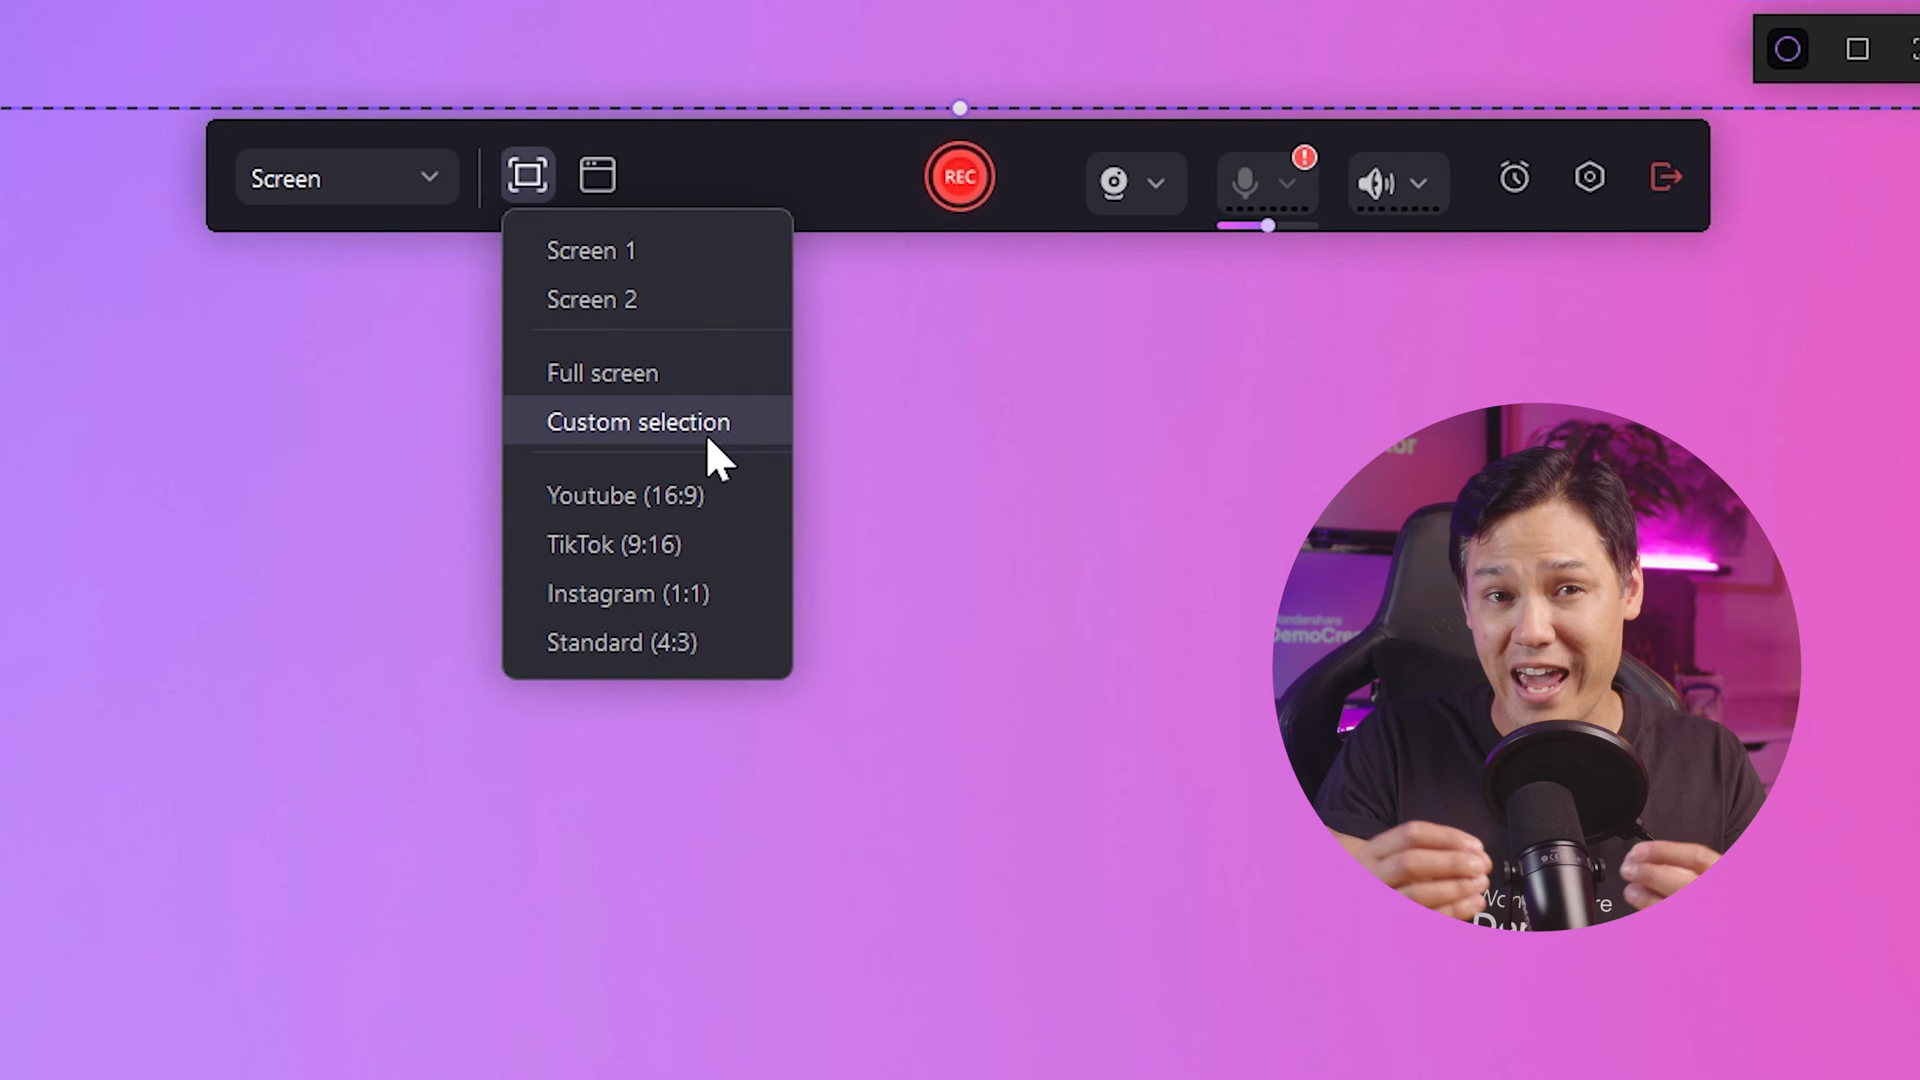 Screen
REC
!
Screen 1
Screen 2
Full screen
Custom selection
Youtube (16:9)
TikTok (9:16)
Instagram (1:1)
Standard (4:3)